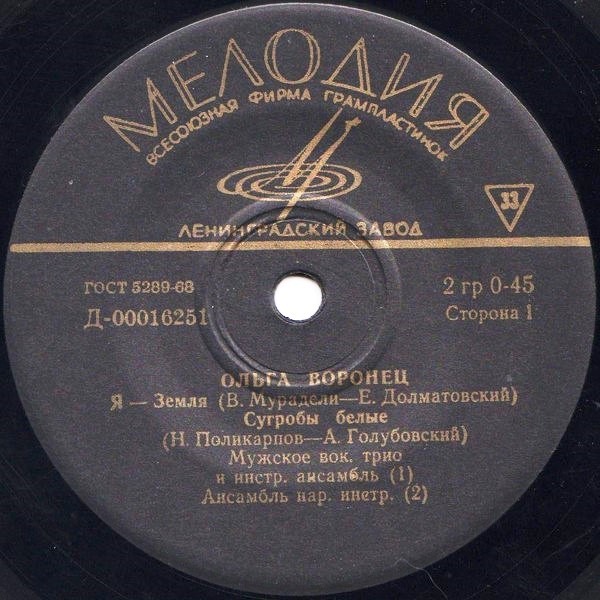 МЕЛОДИЯ
ВСЕСОЮЗНАЯ ФИРМА ГРАМПЛАСТИНОК
33
ЛЕНИНГРАДСКИЙ ЗАВОД
ГОСТ 5289-68
2 гр 0-45
Д-00016251
Сторона 1
ОЛЬГА ВОРОНЕЦ
Я — Земля (В. Мурадели—Е. Долматовский)
Сугробы белые
(Н. Поликарпов—А. Голубовский)
Мужское вок. трио
и инстр. ансамбль (1)
Ансамбль нар. инстр. (2)